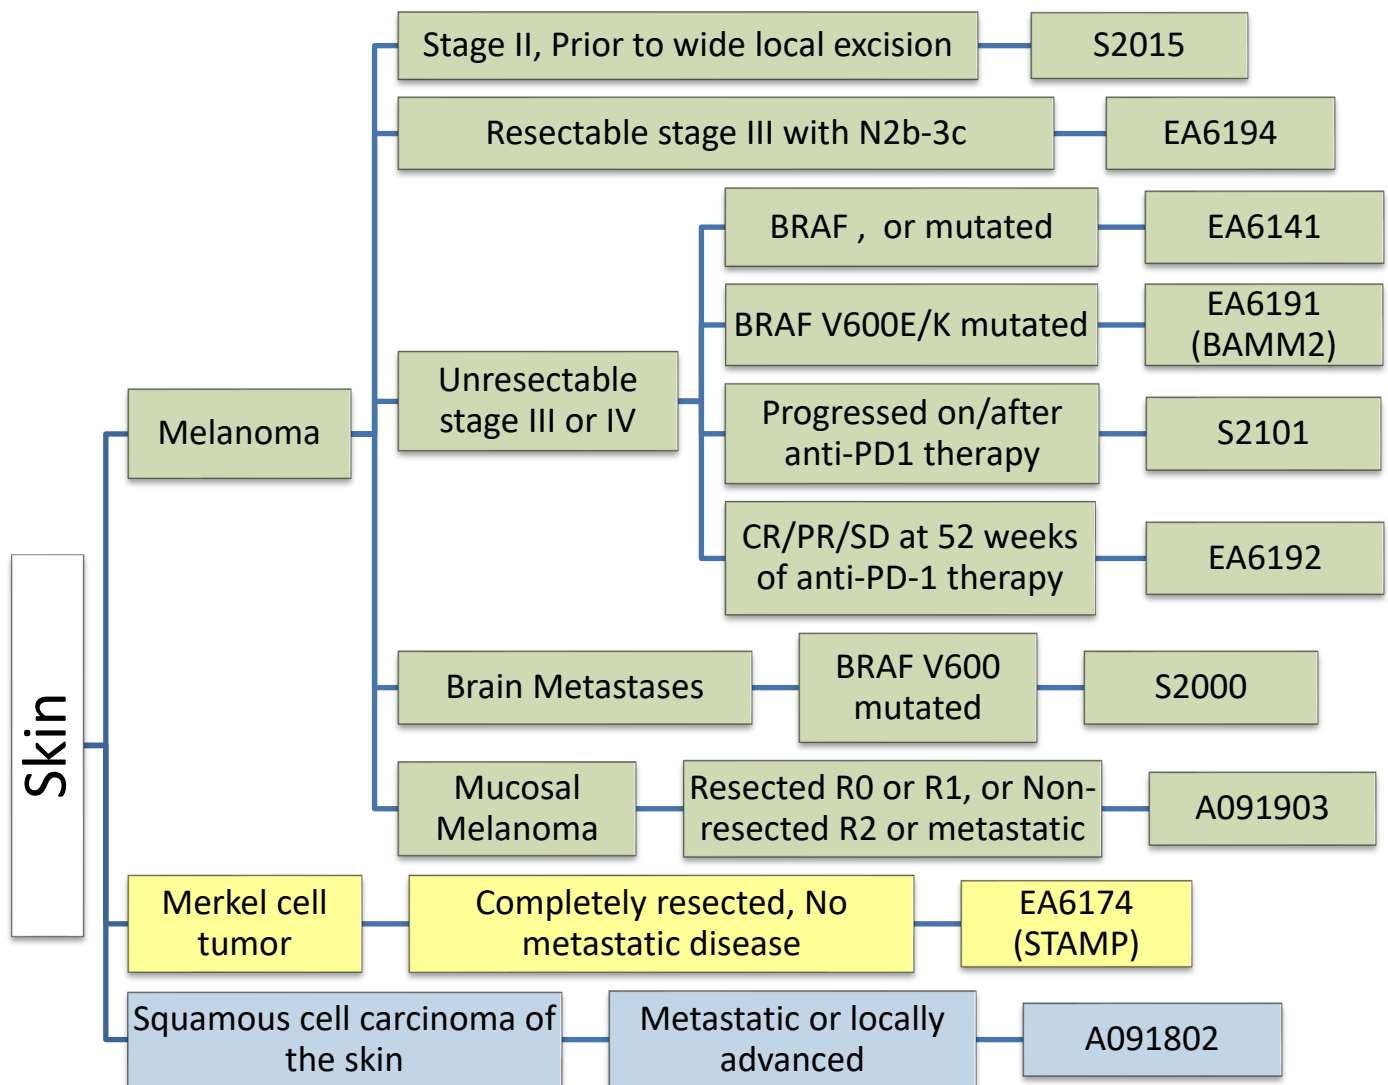 Skin
Melanoma
Stage II, Prior to wide local excision
S2015
Resectable stage III with N2b-3c
EA6194
Unresectable
stage III or IV
BRAF ,  or mutated
EA6141
BRAF V600E/K mutated
EA6191
(BAMM2)
Progressed on/after
anti-PD1 therapy
S2101
CR/PR/SD at 52 weeks
of anti-PD-1 therapy
EA6192
Brain Metastases
BRAF V600
mutated
S2000
Mucosal
Melanoma
Resected R0 or R1, or Non-
resected R2 or metastatic
A091903
Merkel cell
tumor
Completely resected, No
metastatic disease
EA6174
(STAMP)
Squamous cell carcinoma of
the skin
Metastatic or locally
advanced
A091802